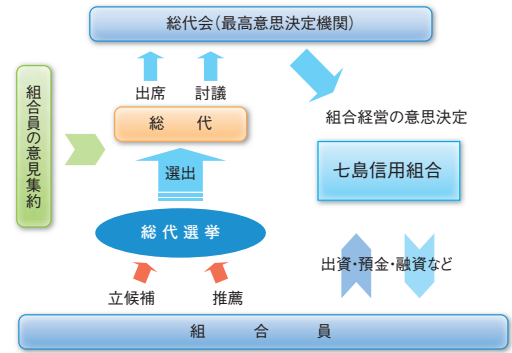 総代会（最高意思決定機関）
出席
討議
組合員の意見集約
総代
組合経営の意思決定
選出
七島信用組合
総代選挙
出資・預金・融資など
立候補
推薦
組合員